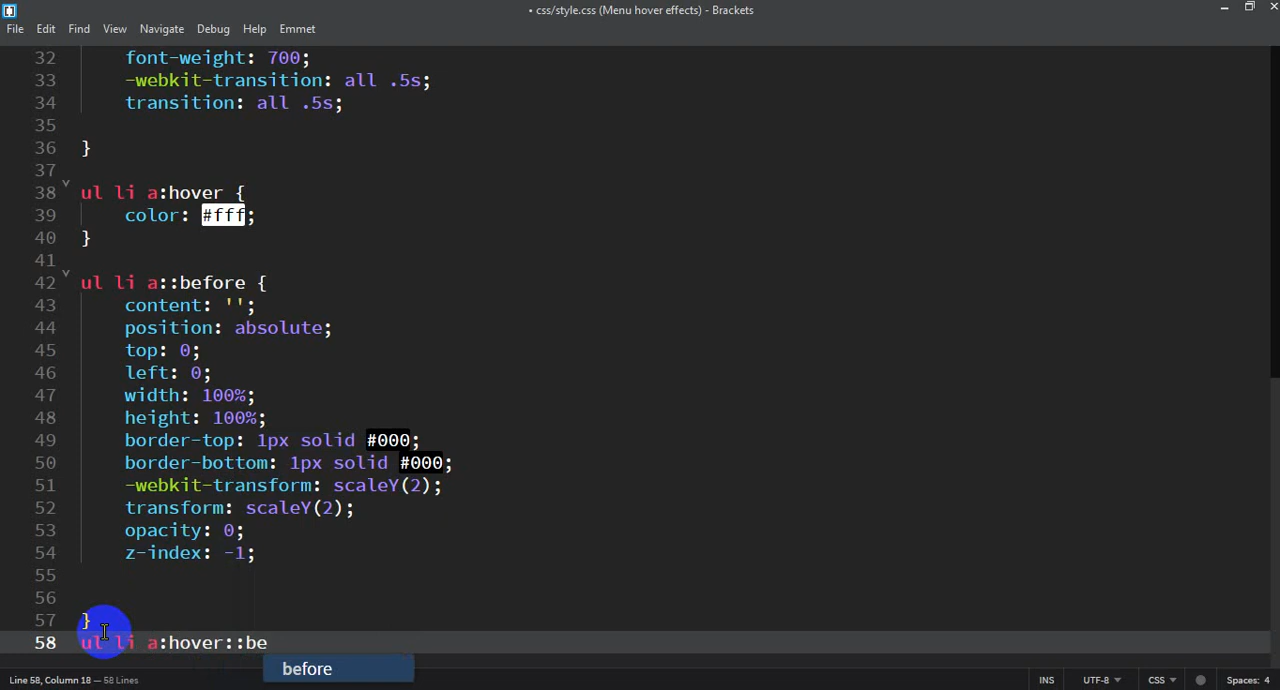 • css/style.css (Menu hover effects) - Brackets
File Edit Find View Navigate Debug Help Emmet
32 font-weight: 700;
33 -webkit-transition: all .5s;
34 transition: all .5s;
35
36 }
37
38 ul li a:hover {
39 color: #fff;
40 }
41
42 ul li a::before {
43 content: '';
44 position: absolute;
45 top: 0;
46 left: 0;
47 width: 100%;
48 height: 100%;
49 border-top: 1px solid #000;
50 border-bottom: 1px solid #000;
51 -webkit-transform: scaleY(2);
52 transform: scaleY(2);
53 opacity: 0;
54 z-index: -1;
55
56
57 }
58 ul li a:hover::be
before
Line 58, Column 18 — 58 Lines INS UTF-8 CSS Spaces: 4